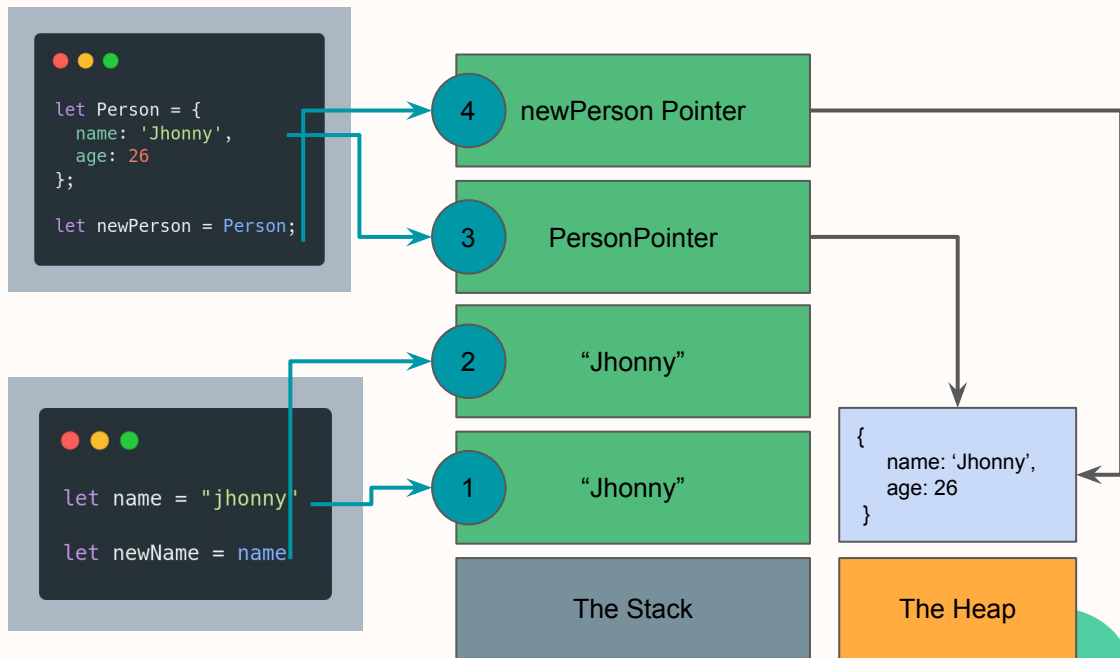 let Person = {
name: 'Jhonny',
age: 26
};
let newPerson = Person;
4
newPerson Pointer
3
PersonPointer
2
“Jhonny”
let name = "jhonny"
let newName = name
1
“Jhonny”
{
name: ‘Jhonny’,
age: 26
}
The Stack
The Heap